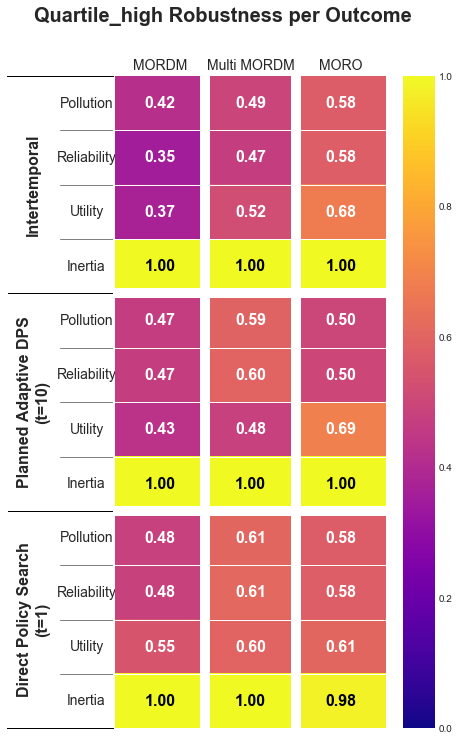 Quartile_high Robustness per Outcome
MORDM Multi MORDM MORO
Intertemporal
Pollution 0.42 0.49 0.58
Reliability 0.35 0.47 0.58
Utility 0.37 0.52 0.68
Inertia 1.00 1.00 1.00
Planned Adaptive DPS
(t=10)
Pollution 0.47 0.59 0.50
Reliability 0.47 0.60 0.50
Utility 0.43 0.48 0.69
Inertia 1.00 1.00 1.00
Direct Policy Search
(t=1)
Pollution 0.48 0.61 0.58
Reliability 0.48 0.61 0.58
Utility 0.55 0.60 0.61
Inertia 1.00 1.00 0.98
1.0
0.8
0.6
0.4
0.2
0.0